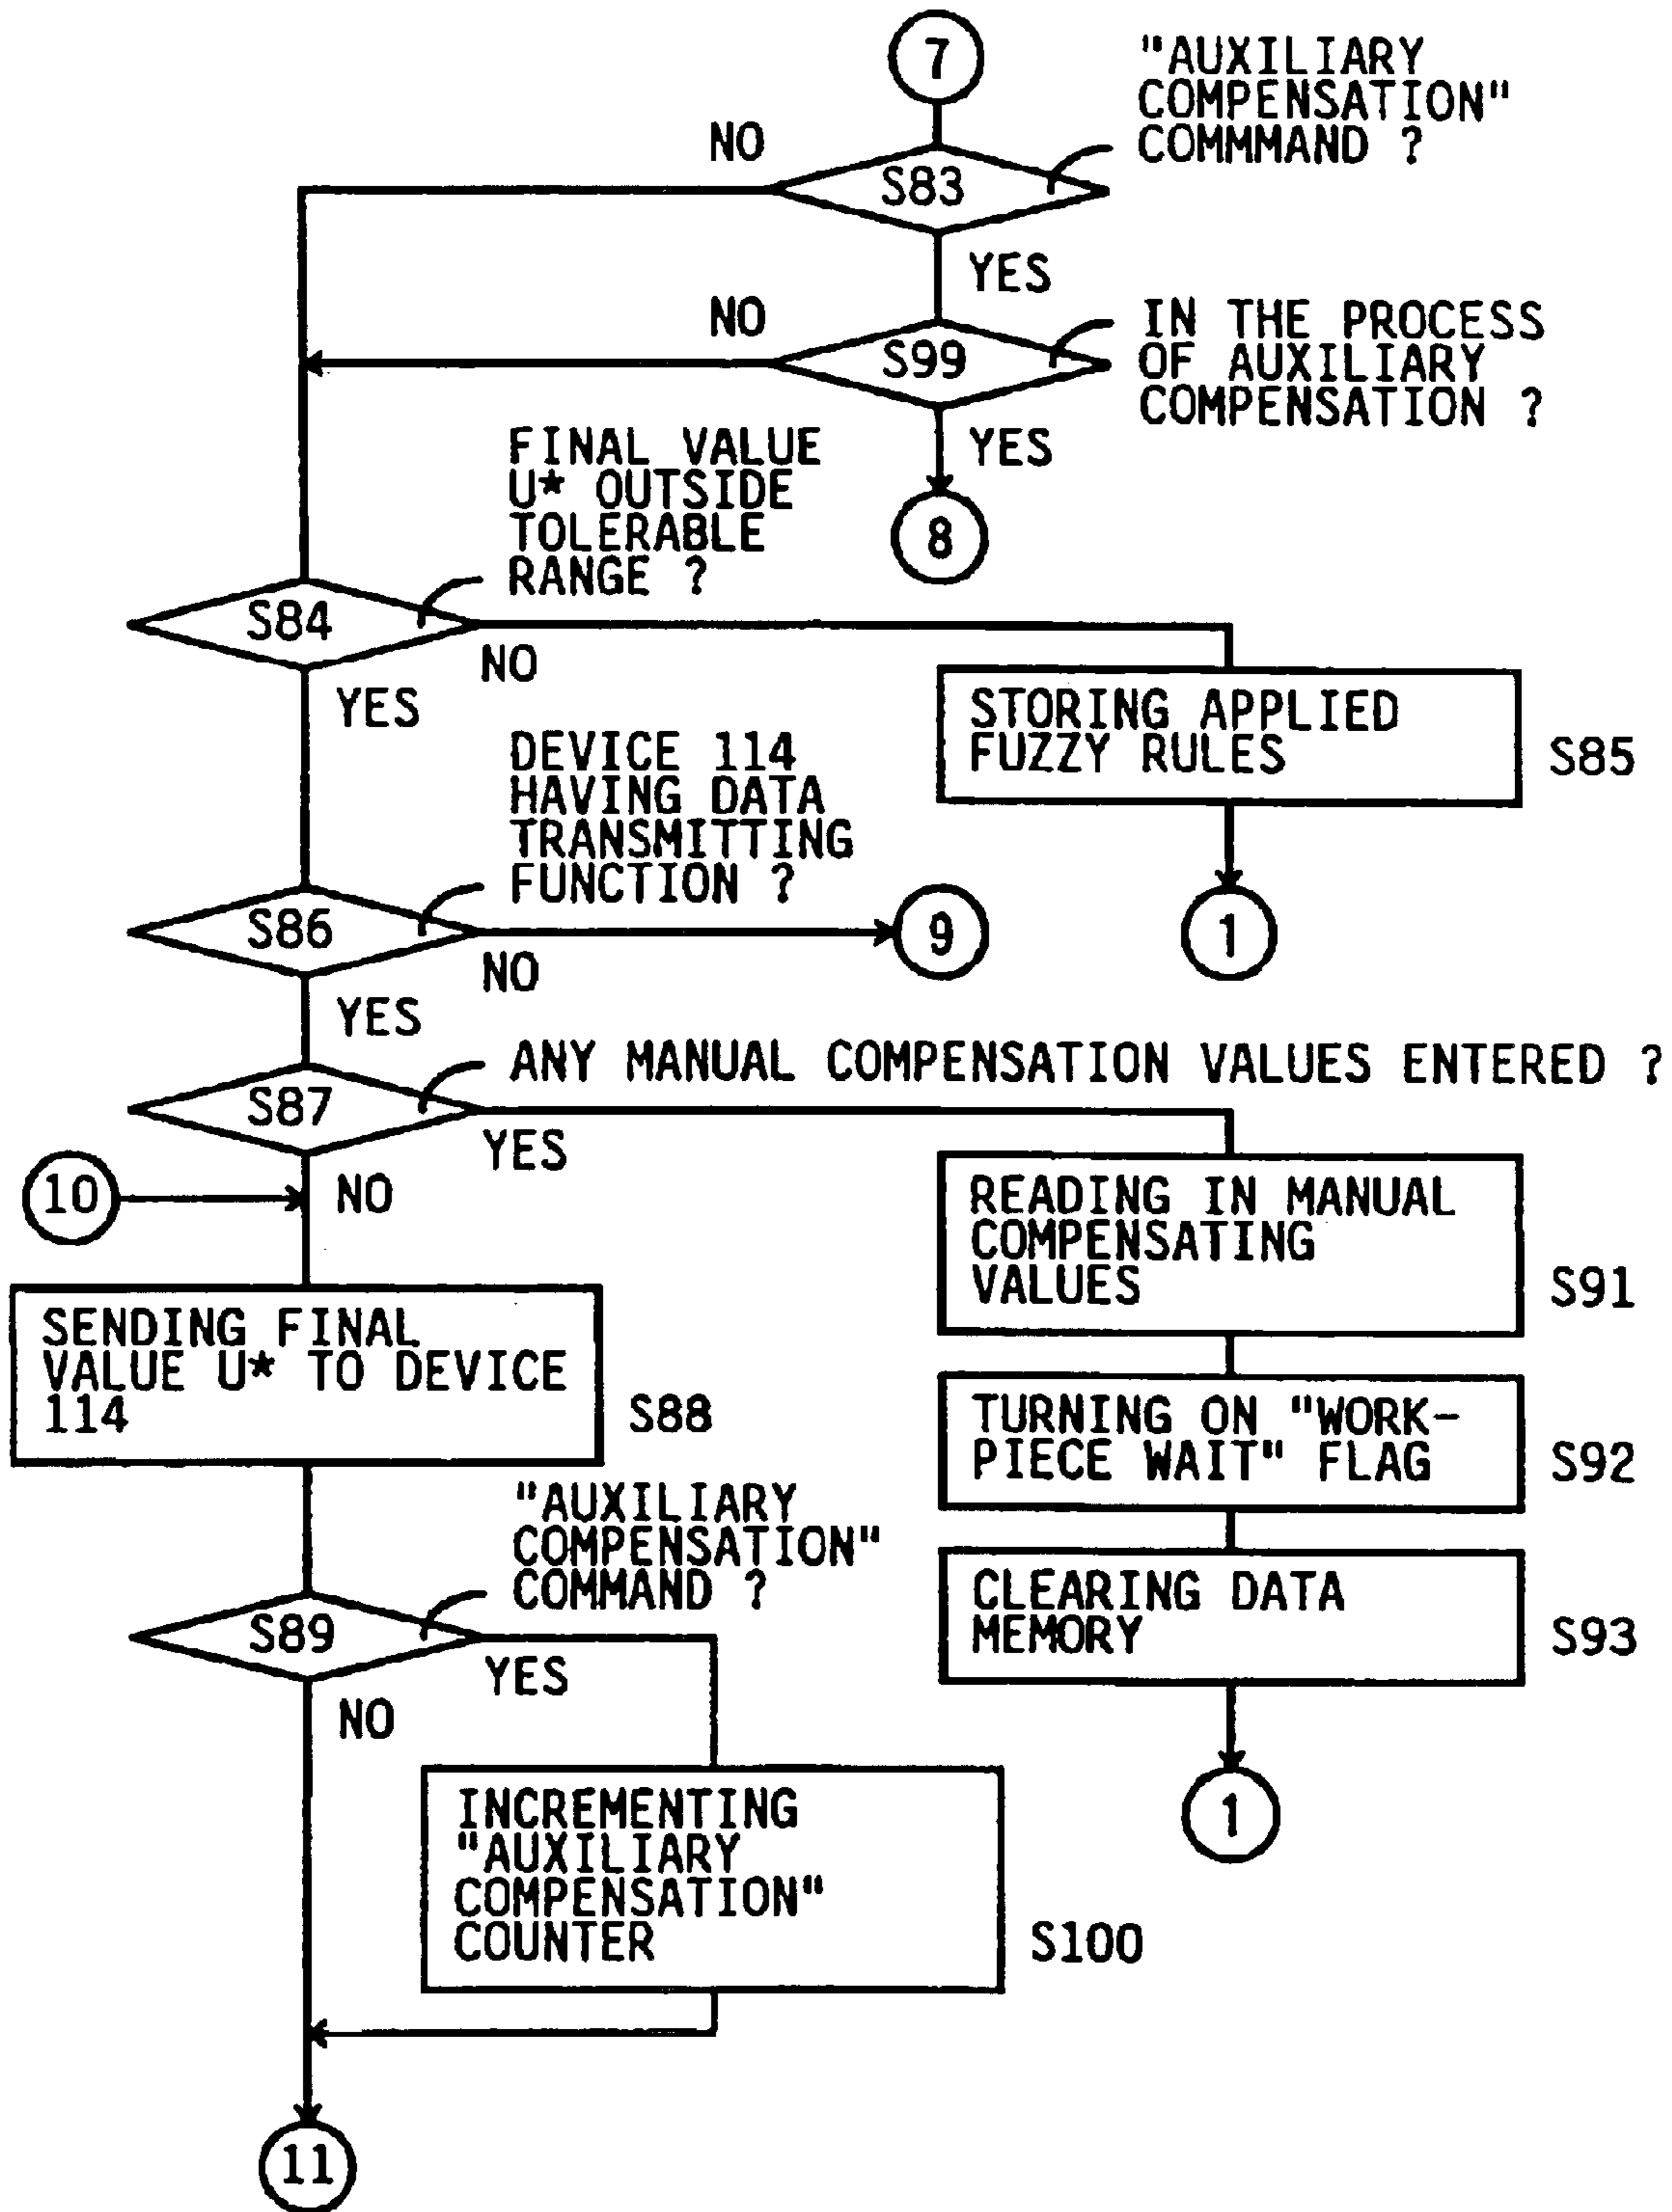 7
"AUXILIARY
COMPENSATION"
COMMMAND ?
NO
S83
YES
NO
S99
IN THE PROCESS
OF AUXILIARY
COMPENSATION ?
YES
8
FINAL VALUE
U* OUTSIDE
TOLERABLE
RANGE ?
S84
NO
YES
STORING APPLIED
FUZZY RULES
S85
1
DEVICE 114
HAVING DATA
TRANSMITTING
FUNCTION ?
S86
NO
9
YES
ANY MANUAL COMPENSATION VALUES ENTERED ?
S87
YES
10
NO
READING IN MANUAL
COMPENSATING
VALUES
S91
SENDING FINAL
VALUE U* TO DEVICE
114
S88
TURNING ON "WORK-
PIECE WAIT" FLAG
S92
"AUXILIARY
COMPENSATION"
COMMAND ?
S89
YES
NO
CLEARING DATA
MEMORY
S93
1
INCREMENTING
"AUXILIARY
COMPENSATION"
COUNTER
S100
11